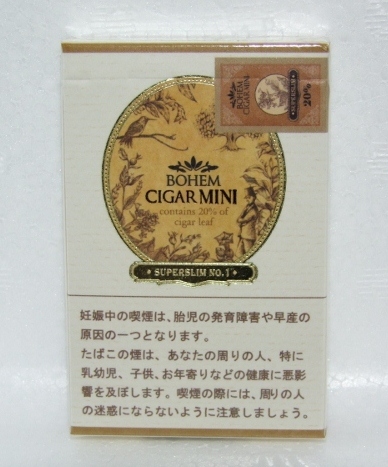 BOHEM
CIGAR MINI
20%
BOHEM
CIGAR MINI
contains 20% of
cigar leaf
SUPERSLIM NO.1
妊娠中の喫煙は、胎児の発育障害や早産の
原因の一つとなります。
たばこの煙は、あなたの周りの人、特に
乳幼児、子供、お年寄りなどの健康に悪影
響を及ぼします。喫煙の際には、周りの人
の迷惑にならないように注意しましょう。